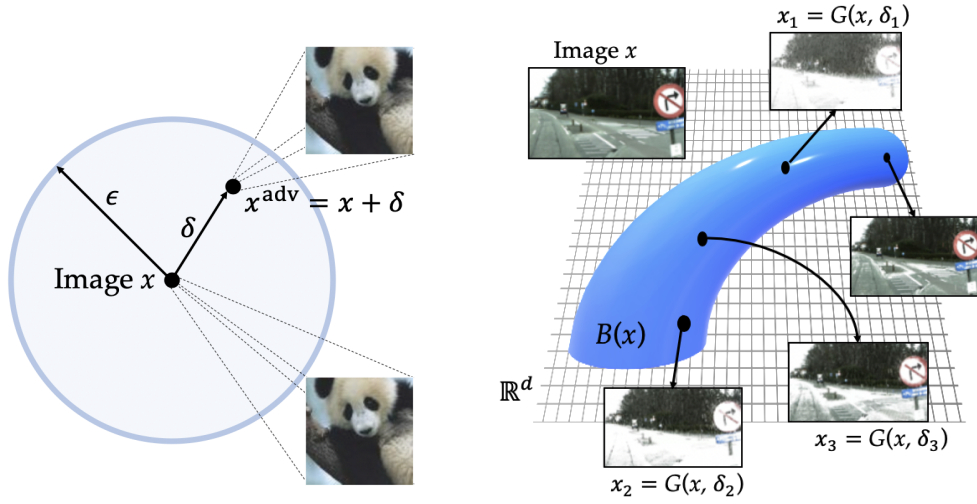 ϵ
δ
x^adv = x + δ
Image x
x₁ = G(x, δ₁)
Image x
B(x)
ℝ^d
x₃ = G(x, δ₃)
x₂ = G(x, δ₂)